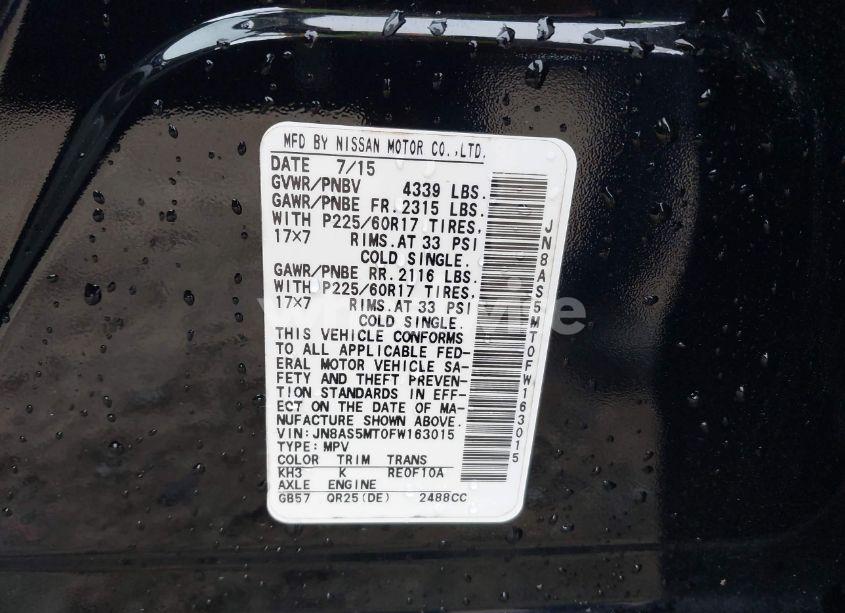 MFD BY NISSAN MOTOR CO.,LTD.
DATE 7/15
GVWR/PNBV 4339 LBS.
GAWR/PNBE FR.2315 LBS.
WITH P225/60R17 TIRES,
17×7 RIMS.AT 33 PSI
COLD SINGLE.
GAWR/PNBE RR.2116 LBS.
WITH P225/60R17 TIRES,
17×7 RIMS.AT 33 PSI
COLD SINGLE.
THIS VEHICLE CONFORMS
TO ALL APPLICABLE FED-
ERAL MOTOR VEHICLE SA-
FETY AND THEFT PREVEN-
TION STANDARDS IN EFF-
ECT ON THE DATE OF MA-
NUFACTURE SHOWN ABOVE.
VIN:JN8AS5MT0FW163015
TYPE:MPV
COLOR TRIM TRANS
KH3 K RE0F10A
AXLE ENGINE
GB57 QR25(DE) 2488CC
JN8AS5MT0FW163015